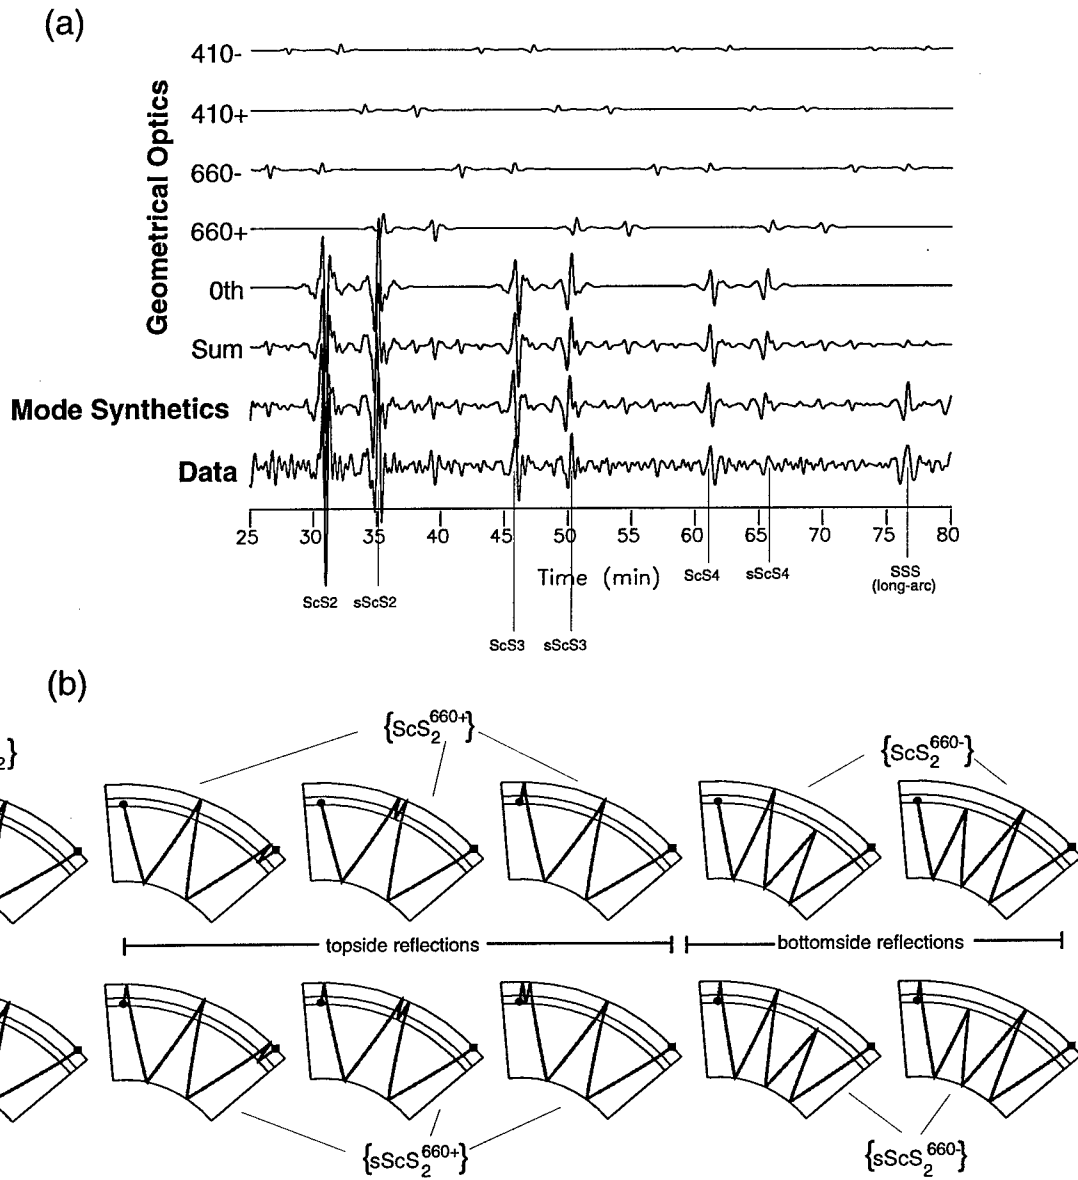 (a)
Geometrical Optics
410-
410+
660-
660+
0th
Sum
Mode Synthetics
Data
25 30 35 40 45 50 55 60 65 70 75 80
Time (min)
ScS2 sScS2
ScS3 sScS3
ScS4 sScS4
SSS
(long-arc)
(b)
2}
{ScS₂⁶⁶⁰⁺}
{ScS₂⁶⁶⁰⁻}
topside reflections
bottomside reflections
{sScS₂⁶⁶⁰⁺}
{sScS₂⁶⁶⁰⁻}